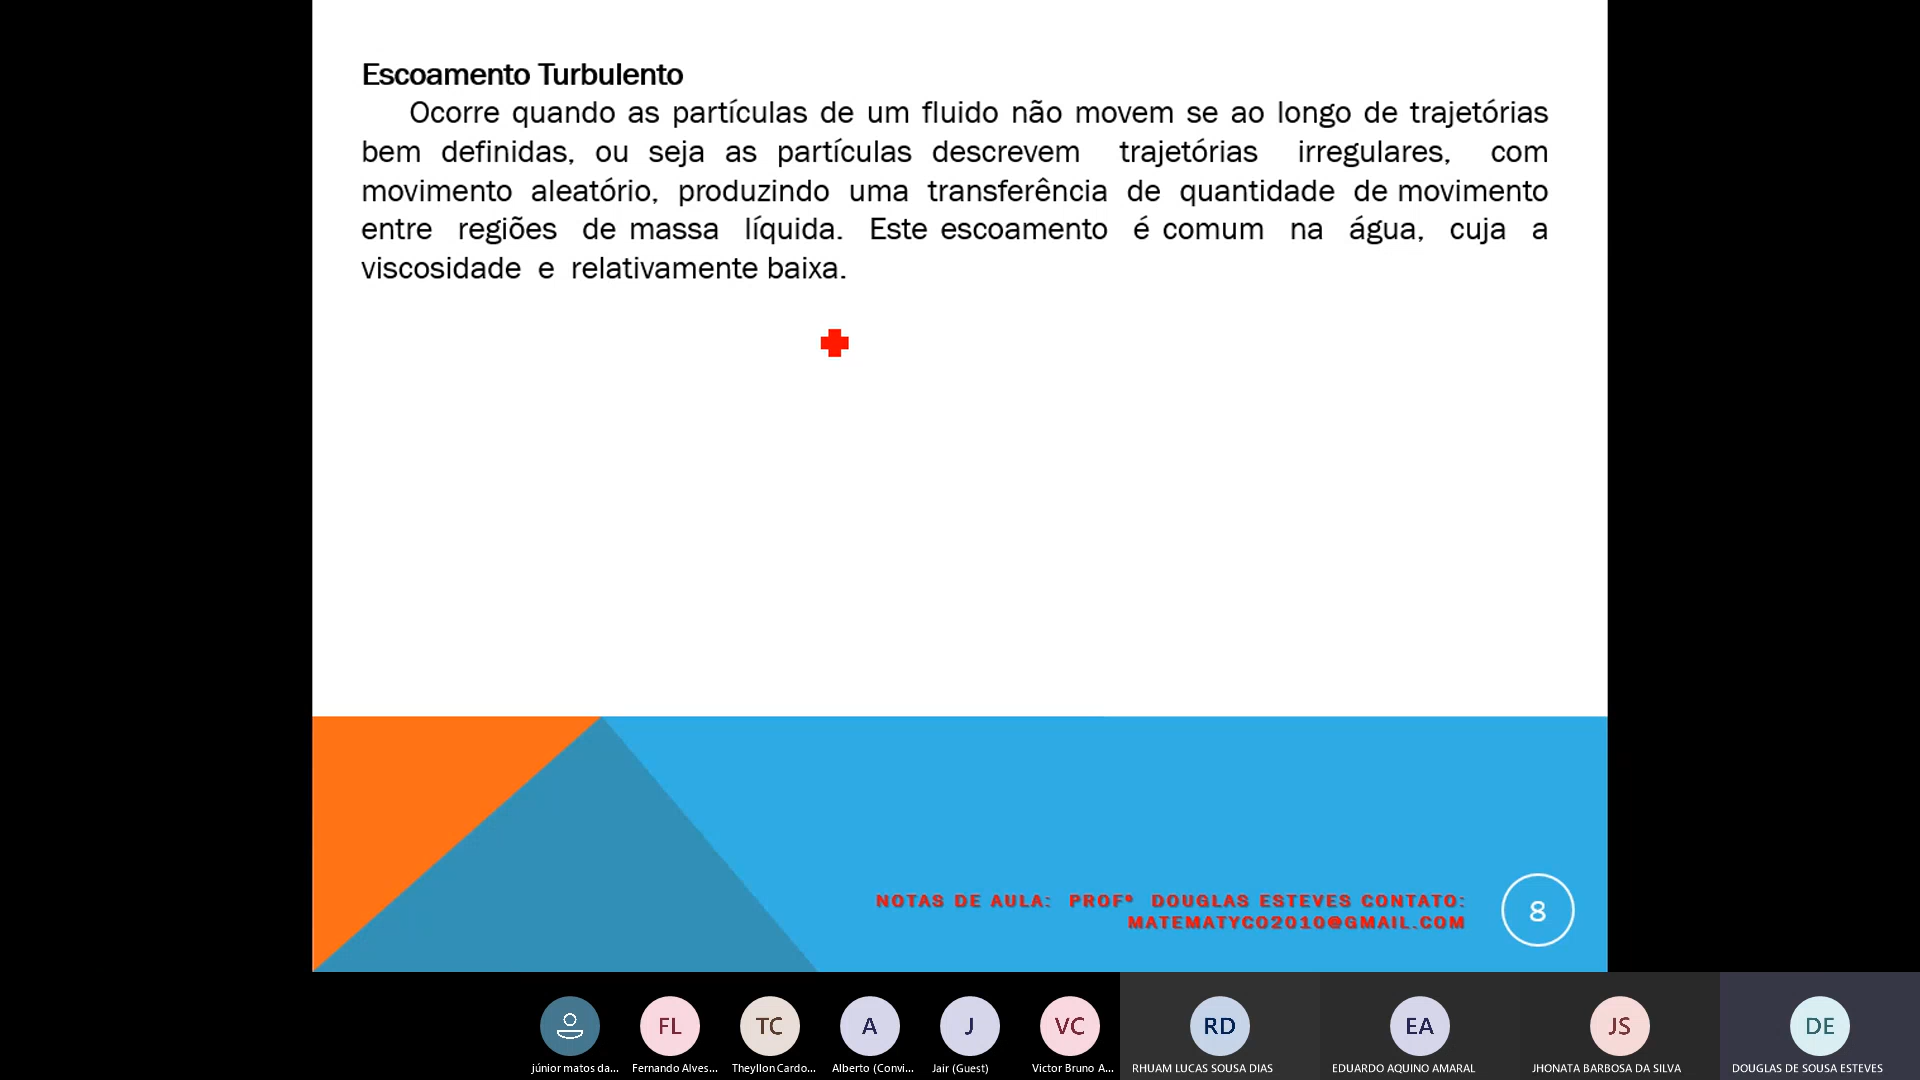 Escoamento Turbulento
Ocorre quando as partículas de um fluido não movem se ao longo de trajetórias
bem definidas, ou seja as partículas descrevem trajetórias irregulares, com
movimento aleatório, produzindo uma transferência de quantidade de movimento
entre regiões de massa líquida. Este escoamento é comum na água, cuja a
viscosidade e relativamente baixa.
NOTAS DE AULA: PROFº DOUGLAS ESTEVES CONTATO:
MATEMATYCO2010@GMAIL.COM
8
FL
TC
A
J
VC
RD
EA
JS
DE
júnior matos da...
Fernando Alves...
Theyllon Cardo...
Alberto (Convi...
Jair (Guest)
Victor Bruno A...
RHUAM LUCAS SOUSA DIAS
EDUARDO AQUINO AMARAL
JHONATA BARBOSA DA SILVA
DOUGLAS DE SOUSA ESTEVES